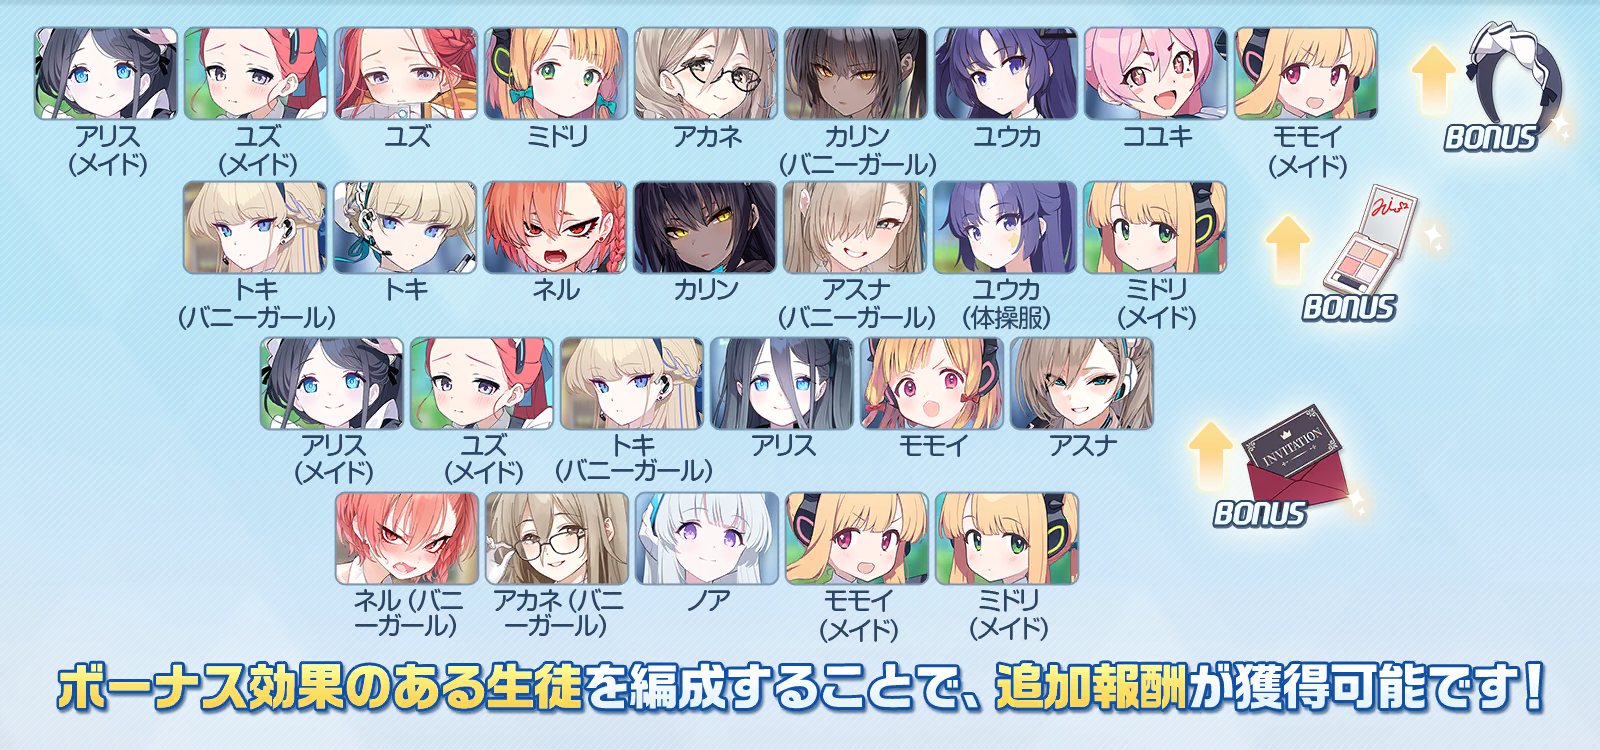 アリス
(メイド)
ユズ
(メイド)
ユズ
ミドリ
アカネ
カリン
(バニーガール)
ユウカ
コユキ
モモイ
(メイド)
BONUS
トキ
(バニーガール)
トキ
ネル
カリン
アスナ
(バニーガール)
ユウカ
(体操服)
ミドリ
(メイド)
BONUS
アリス
(メイド)
ユズ
(メイド)
トキ
(バニーガール)
アリス
モモイ
アスナ
INVITATION
BONUS
ネル(バニ
ーガール)
アカネ(バニ
ーガール)
ノア
モモイ
(メイド)
ミドリ
(メイド)
ボーナス効果のある生徒を編成することで、追加報酬が獲得可能です!